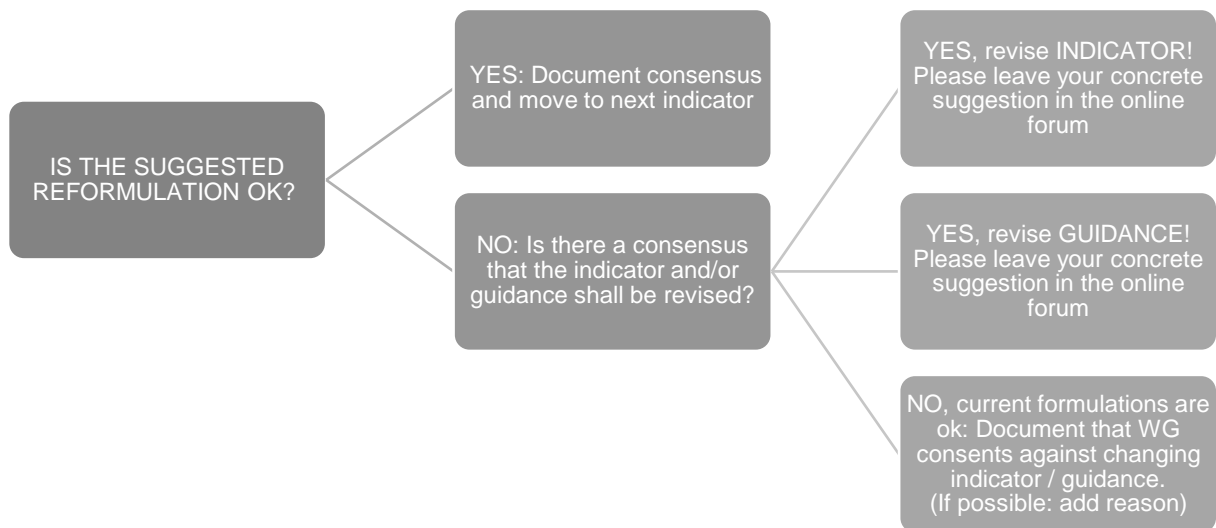 IS THE SUGGESTED
REFORMULATION OK?
YES: Document consensus
and move to next indicator
NO: Is there a consensus
that the indicator and/or
guidance shall be revised?
YES, revise INDICATOR!
Please leave your concrete
suggestion in the online
forum
YES, revise GUIDANCE!
Please leave your concrete
suggestion in the online
forum
NO, current formulations are
ok: Document that WG
consents against changing
indicator / guidance.
(If possible: add reason)